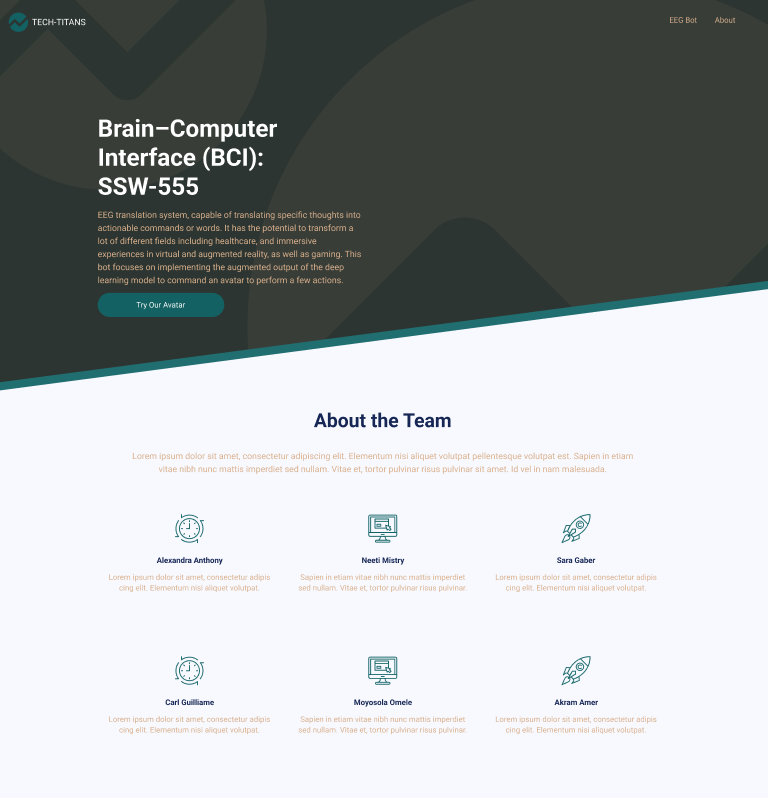 TECH-TITANS
EEG Bot About
Brain–Computer
Interface (BCI):
SSW-555
EEG translation system, capable of translating specific thoughts into
actionable commands or words. It has the potential to transform a
lot of different fields including healthcare, and immersive
experiences in virtual and augmented reality, as well as gaming. This
bot focuses on implementing the augmented output of the deep
learning model to command an avatar to perform a few actions.
Try Our Avatar
About the Team
Lorem ipsum dolor sit amet, consectetur adipiscing elit. Elementum nisi aliquet volutpat pellentesque volutpat est. Sapien in etiam
vitae nibh nunc mattis imperdiet sed nullam. Vitae et, tortor pulvinar risus pulvinar sit amet. Id vel in nam malesuada.
Alexandra Anthony
Lorem ipsum dolor sit amet, consectetur adipis
cing elit. Elementum nisi aliquet volutpat.
Neeti Mistry
Sapien in etiam vitae nibh nunc mattis imperdiet
sed nullam. Vitae et, tortor pulvinar risus pulvinar.
Sara Gaber
Lorem ipsum dolor sit amet, consectetur adipis
cing elit. Elementum nisi aliquet volutpat.
Carl Guilliame
Lorem ipsum dolor sit amet, consectetur adipis
cing elit. Elementum nisi aliquet volutpat.
Moyosola Omele
Sapien in etiam vitae nibh nunc mattis imperdiet
sed nullam. Vitae et, tortor pulvinar risus pulvinar.
Akram Amer
Lorem ipsum dolor sit amet, consectetur adipis
cing elit. Elementum nisi aliquet volutpat.